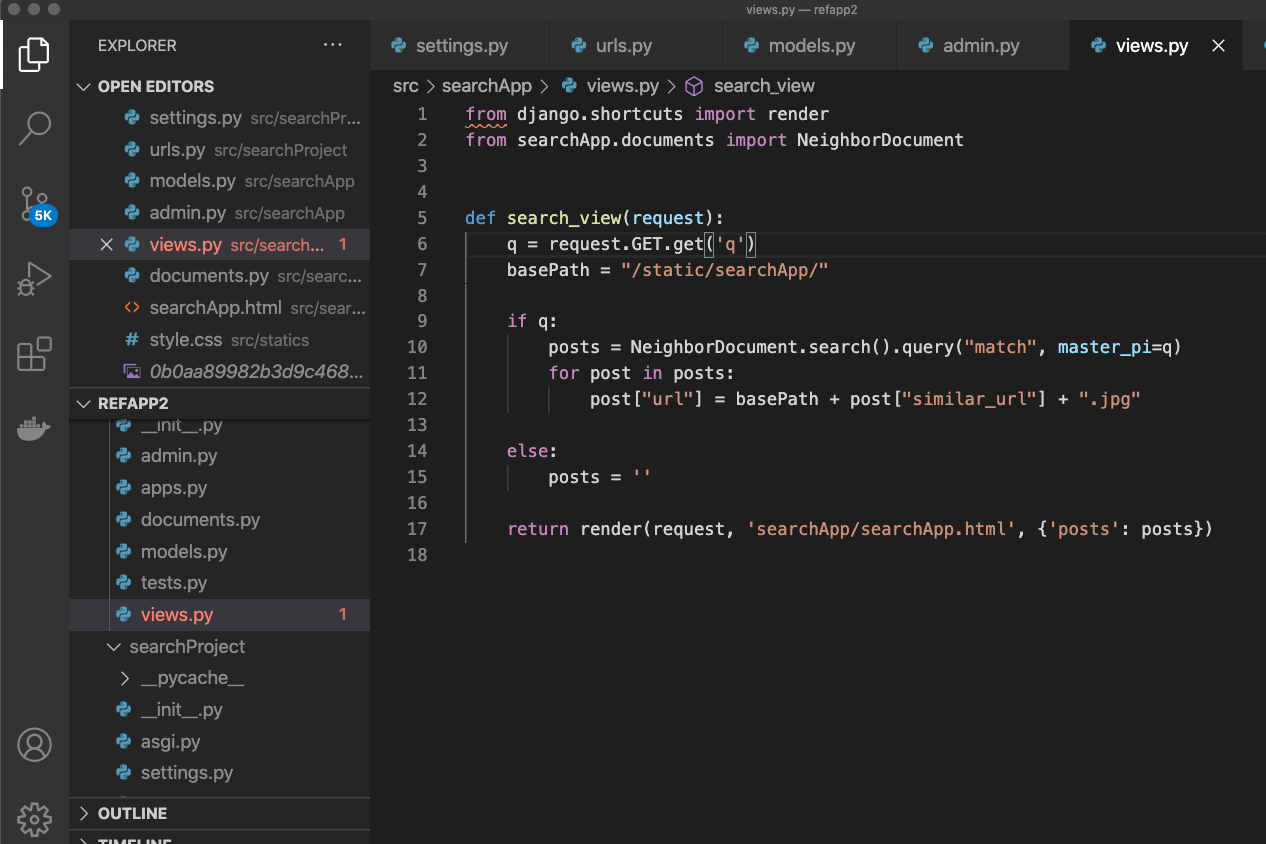 views.py — refapp2
EXPLORER ...
OPEN EDITORS
settings.py src/searchPr...
urls.py src/searchProject
models.py src/searchApp
admin.py src/searchApp
views.py src/search... 1
documents.py src/searc...
searchApp.html src/sear...
style.css src/statics
0b0aa89982b3d9c468...
REFAPP2
__init__.py
admin.py
apps.py
documents.py
models.py
tests.py
views.py 1
searchProject
__pycache__
__init__.py
asgi.py
settings.py
OUTLINE
TIMELINE
5K
settings.py urls.py models.py admin.py views.py
src > searchApp > views.py > search_view
1 from django.shortcuts import render
2 from searchApp.documents import NeighborDocument
3
4
5 def search_view(request):
6 q = request.GET.get('q')
7 basePath = "/static/searchApp/"
8
9 if q:
10 posts = NeighborDocument.search().query("match", master_pi=q)
11 for post in posts:
12 post["url"] = basePath + post["similar_url"] + ".jpg"
13
14 else:
15 posts = ''
16
17 return render(request, 'searchApp/searchApp.html', {'posts': posts})
18